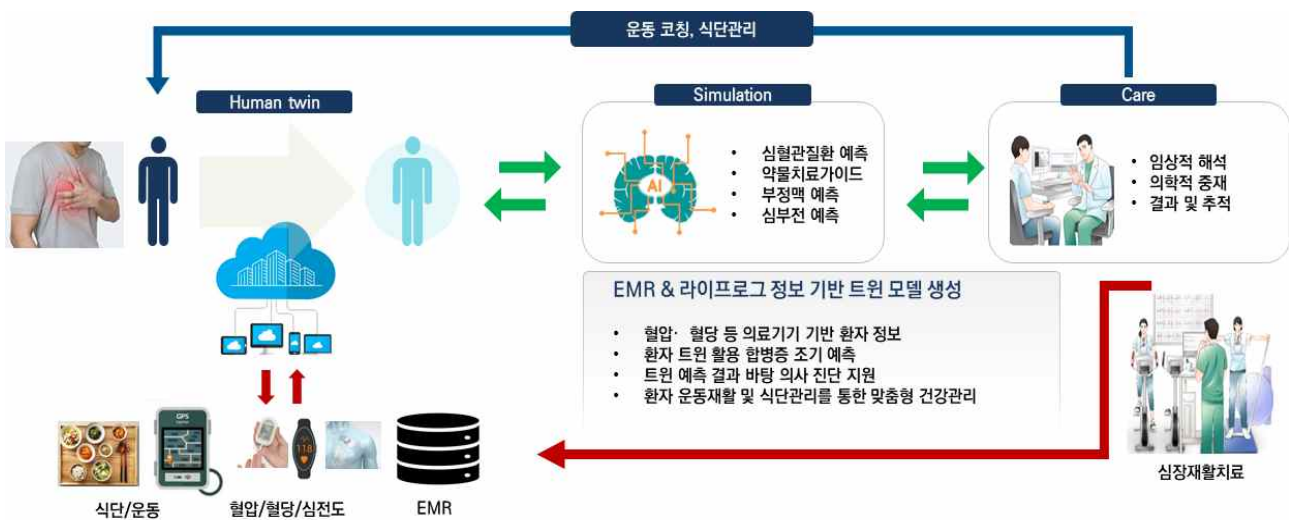 운동 코칭, 식단관리
Human twin
Simulation
Care
AI
• 심혈관질환 예측
• 약물치료가이드
• 부정맥 예측
• 심부전 예측
• 임상적 해석
• 의학적 중재
• 결과 및 추적
EMR & 라이프로그 정보 기반 트윈 모델 생성
• 혈압· 혈당 등 의료기기 기반 환자 정보
• 환자 트윈 활용 합병증 조기 예측
• 트윈 예측 결과 바탕 의사 진단 지원
• 환자 운동재활 및 식단관리를 통한 맞춤형 건강관리
GPS
118
식단/운동
혈압/혈당/심전도
EMR
심장재활치료